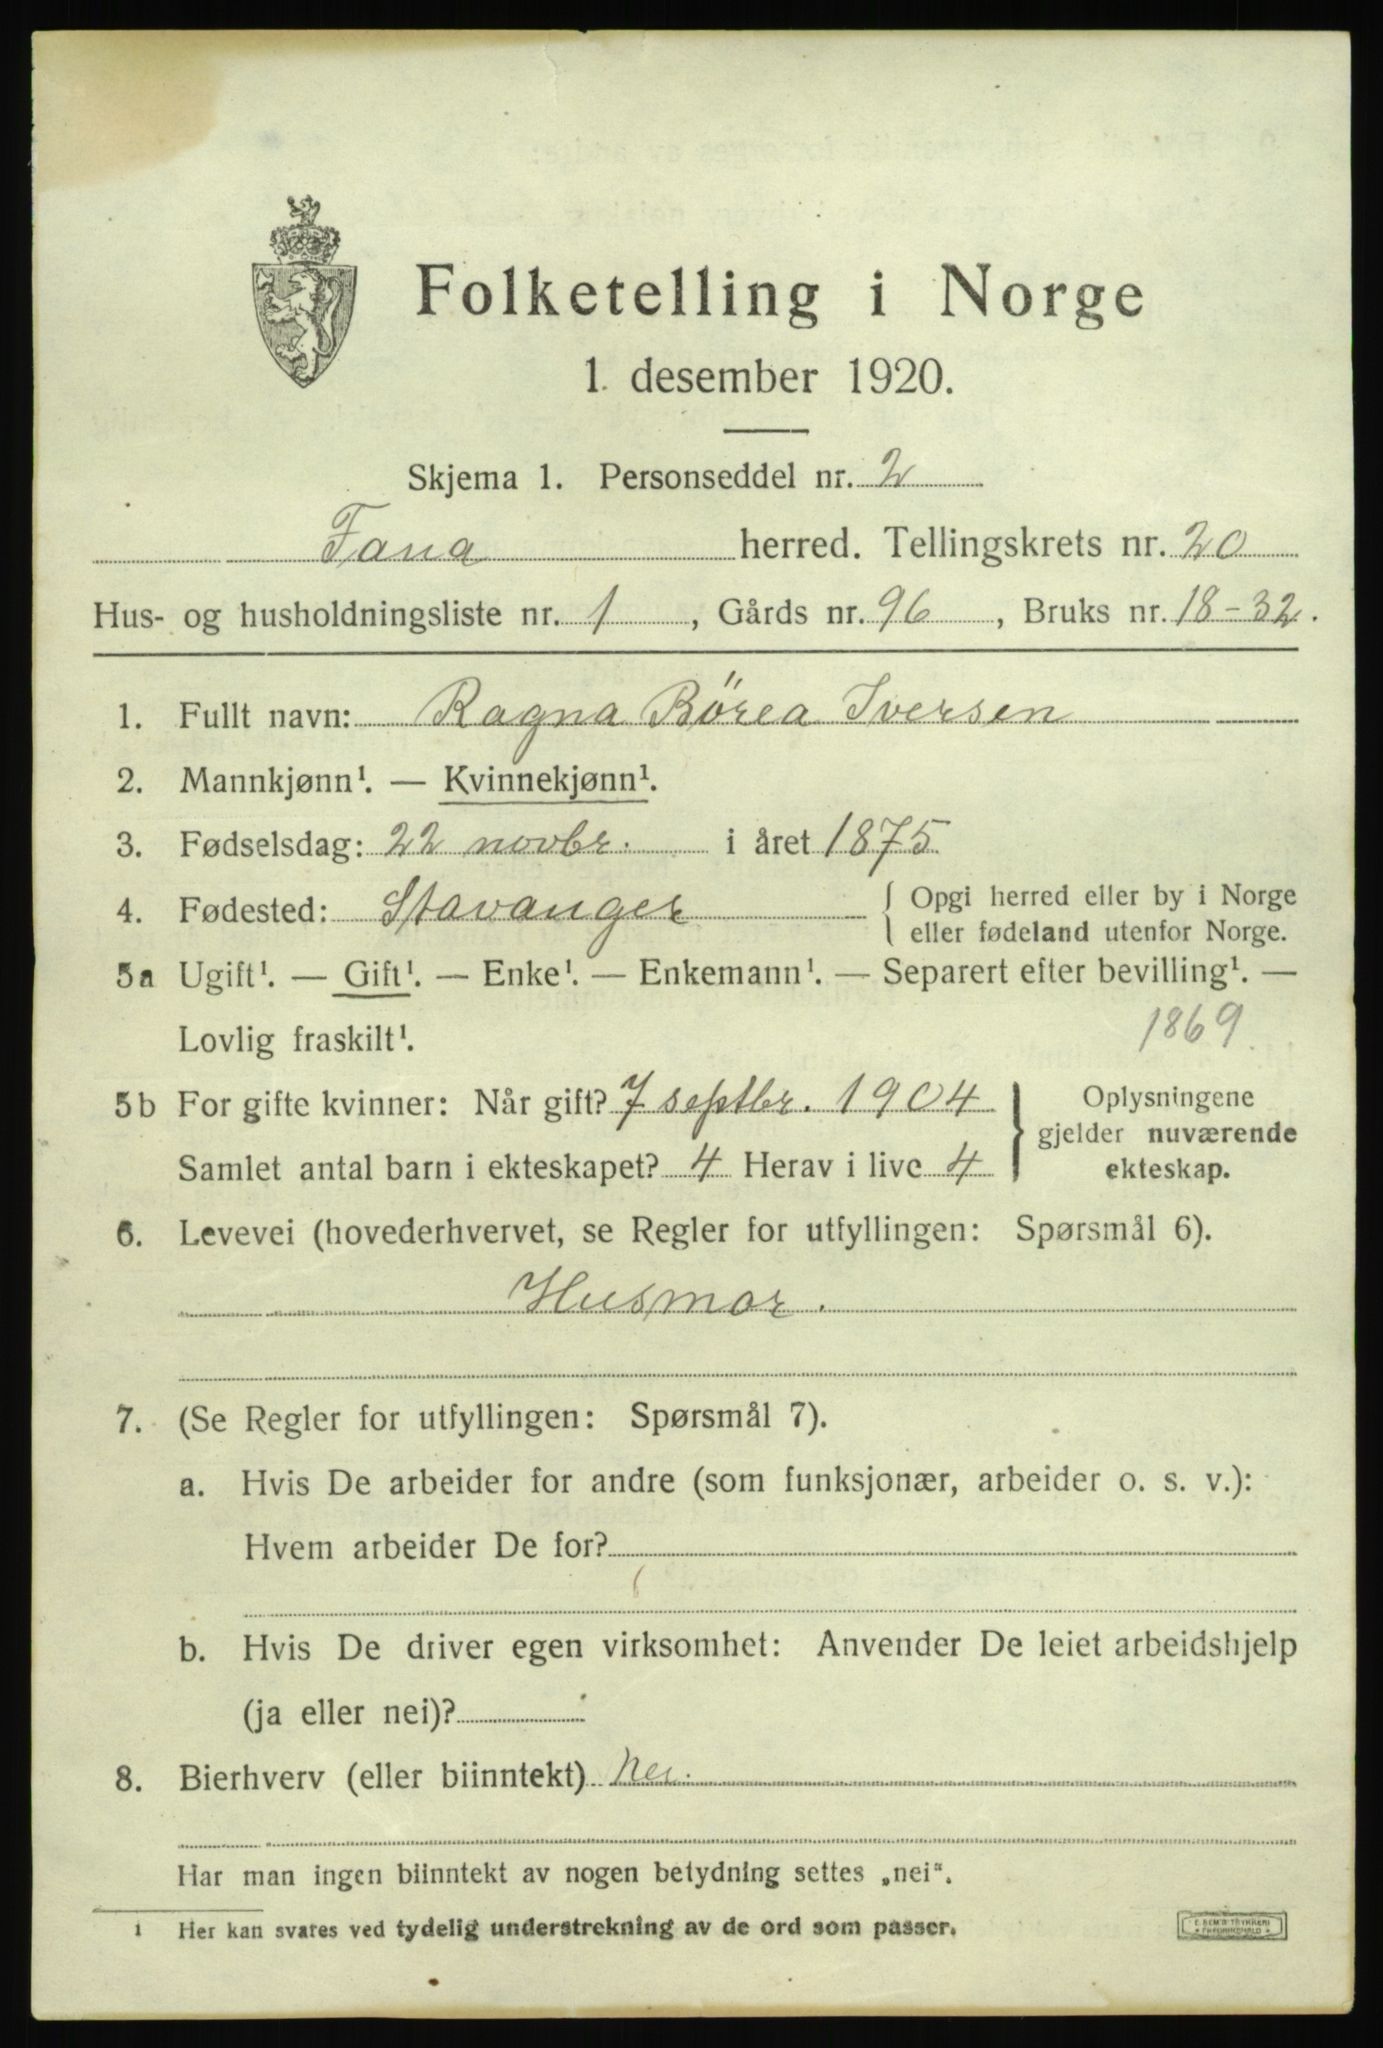 Folketelling i Norge
1. desember 1920.
Skjema 1. Personseddel nr. 2
Fana herred. Tellingskrets nr. 20
Hus- og husholdningsliste nr. 1, Gårds nr. 96, Bruks nr. 18-32.
1. Fullt navn: Ragna Börea Iversen
2. Mannkjønn¹. — Kvinnekjønn¹.
3. Fødselsdag: 22 novbr. i året 1875
4. Fødested: Stavanger { Opgi herred eller by i Norge
eller fødeland utenfor Norge.
5a Ugift¹. — Gift¹. — Enke¹. — Enkemann¹. — Separert efter bevilling¹. —
Lovlig fraskilt¹. 1869
5b For gifte kvinner: Når gift? 7 septbr. 1904 } Oplysningene
gjelder nuværende
Samlet antal barn i ekteskapet? 4 Herav i live 4 ekteskap.
6. Levevei (hovederhvervet, se Regler for utfyllingen: Spørsmål 6).
Husmor.
7. (Se Regler for utfyllingen: Spørsmål 7).
a. Hvis De arbeider for andre (som funksjonær, arbeider o. s. v.):
Hvem arbeider De for?
b. Hvis De driver egen virksomhet: Anvender De leiet arbeidshjelp
(ja eller nei)?
8. Bierhverv (eller biinntekt) Nei.
Har man ingen biinntekt av nogen betydning settes „nei“.
¹ Her kan svares ved tydelig understrekning av de ord som passer.